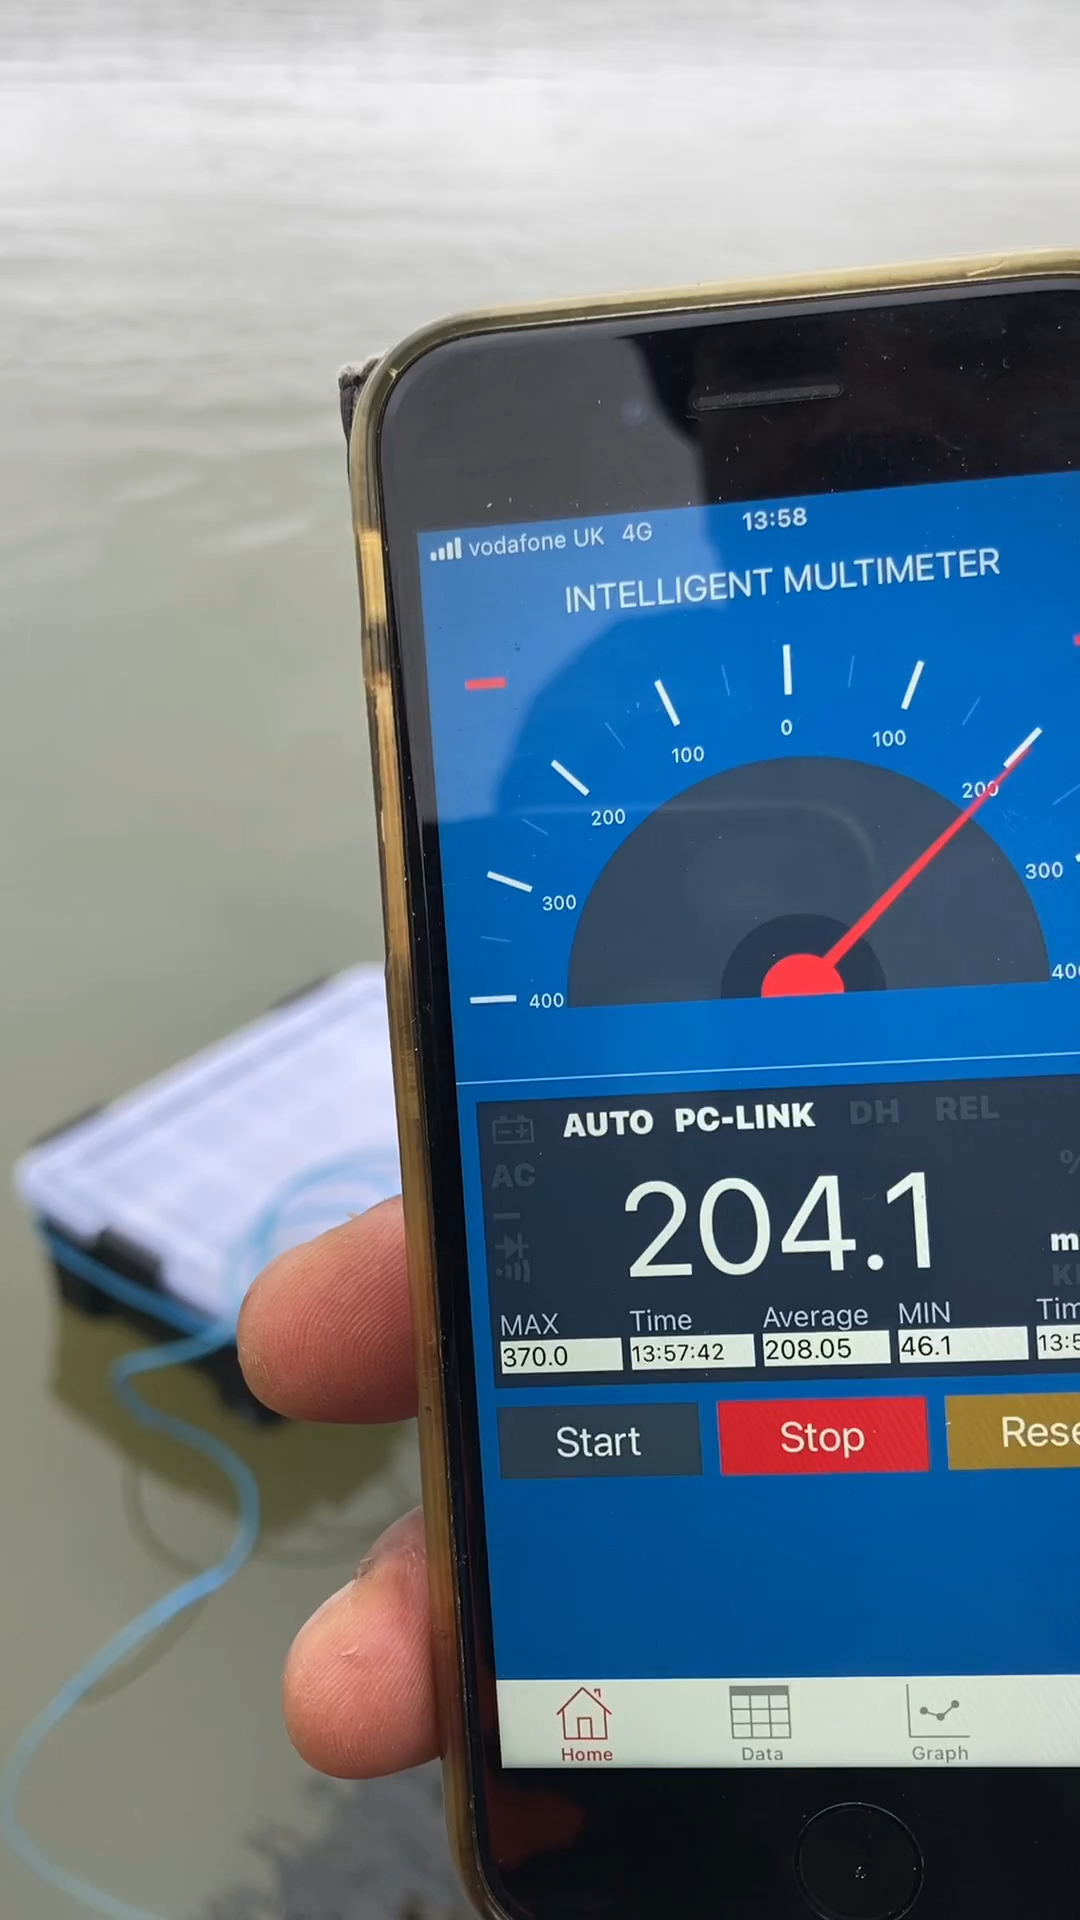 vodafone UK 4G 13:58
INTELLIGENT MULTIMETER
0
100 100
200 200
300 300
400
AUTO PC-LINK DH REL
AC
204.1
MAX Time Average MIN
370.0 13:57:42 208.05 46.1
Start Stop
Home Data Graph